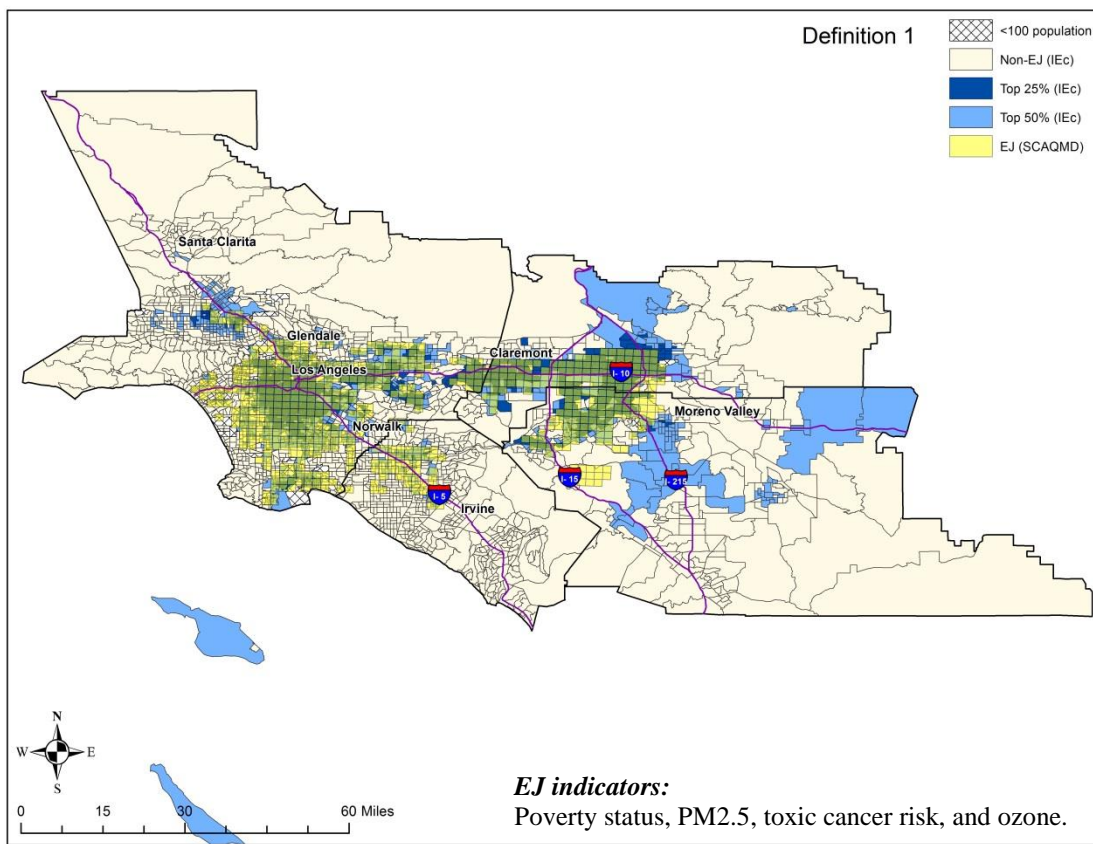 Definition 1
<100 population
Non-EJ (IEc)
Top 25% (IEc)
Top 50% (IEc)
EJ (SCAQMD)
Santa Clarita
Glendale
Los Angeles
Claremont
I- 10
Moreno Valley
Norwalk
I- 15
I- 215
I- 5
Irvine
N
W E
S
0 15 30 60 Miles
EJ indicators:
Poverty status, PM2.5, toxic cancer risk, and ozone.